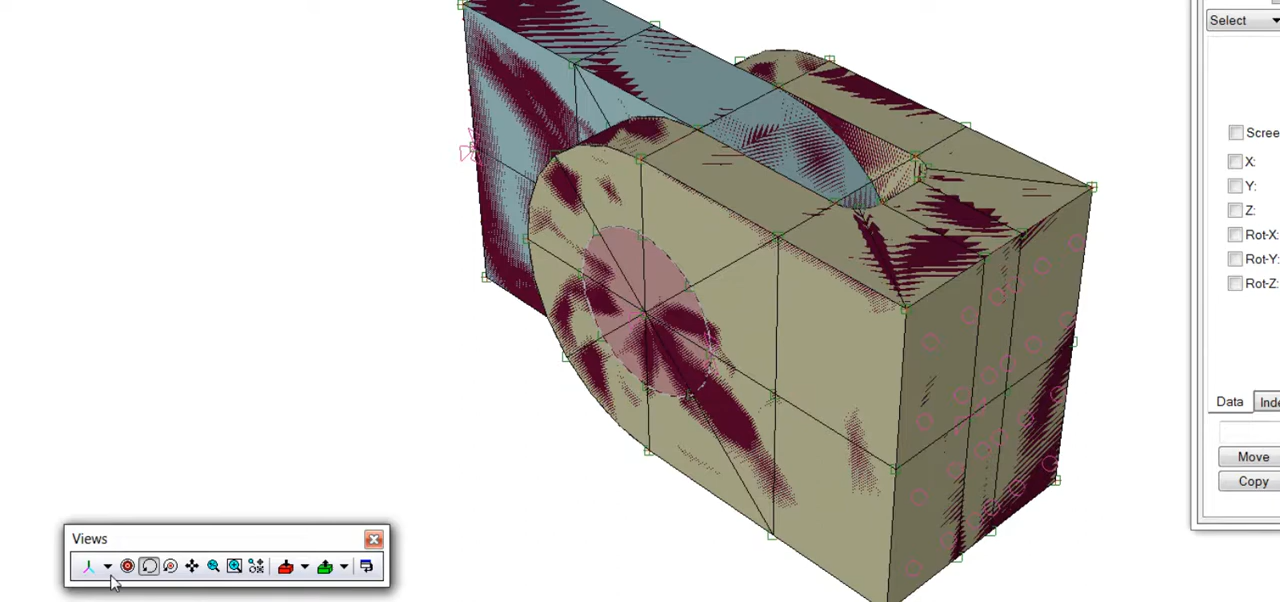 Select
Scree
X:
Y:
Z:
Rot-X:
Rot-Y:
Rot-Z:
Data Inde
Move
Copy
Views